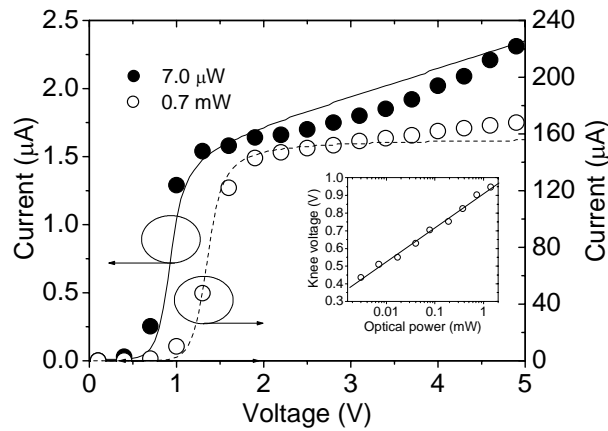 2.5
2.0
1.5
1.0
0.5
0.0
Current (μA)
240
200
160
120
80
40
0
Current (μA)
7.0 μW
0.7 mW
1.0
0.9
0.8
0.7
0.6
0.5
0.4
0.3
Knee voltage (V)
0.01 0.1 1
Optical power (mW)
0 1 2 3 4 5
Voltage (V)